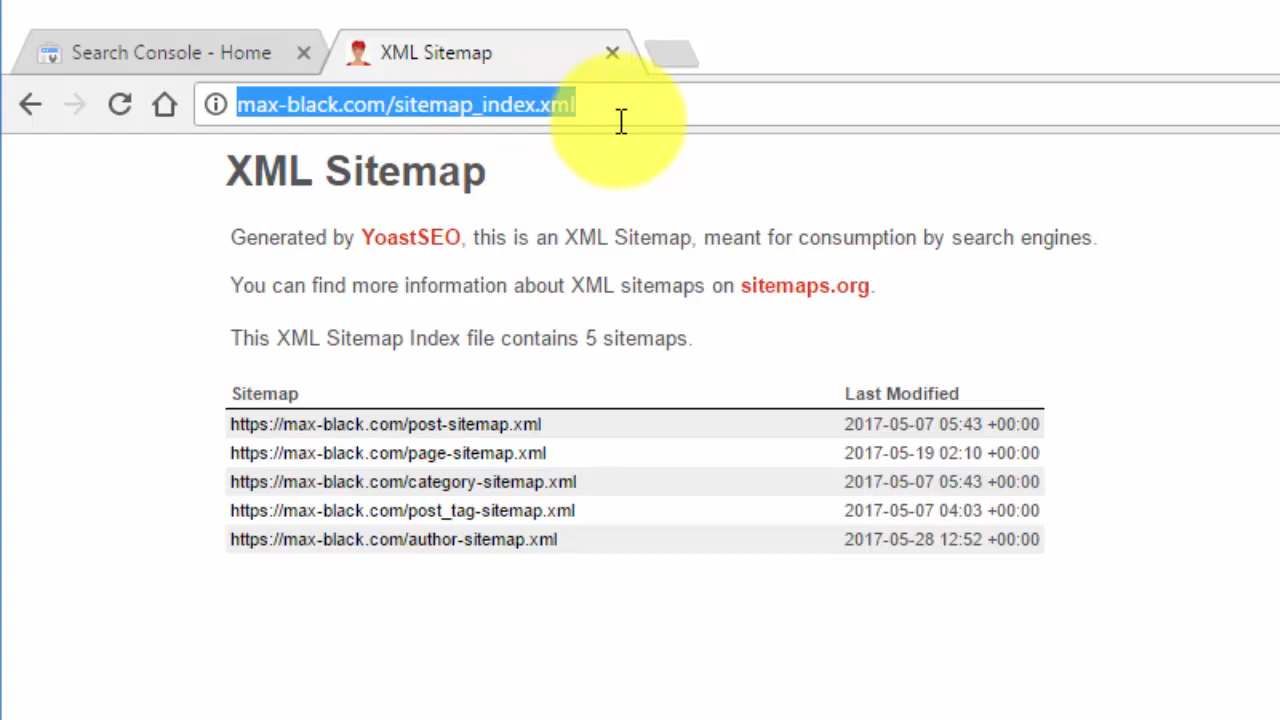 Search Console - Home
XML Sitemap
max-black.com/sitemap_index.xml
XML Sitemap
Generated by YoastSEO, this is an XML Sitemap, meant for consumption by search engines.
You can find more information about XML sitemaps on sitemaps.org.
This XML Sitemap Index file contains 5 sitemaps.
Sitemap Last Modified
https://max-black.com/post-sitemap.xml 2017-05-07 05:43 +00:00
https://max-black.com/page-sitemap.xml 2017-05-19 02:10 +00:00
https://max-black.com/category-sitemap.xml 2017-05-07 05:43 +00:00
https://max-black.com/post_tag-sitemap.xml 2017-05-07 04:03 +00:00
https://max-black.com/author-sitemap.xml 2017-05-28 12:52 +00:00